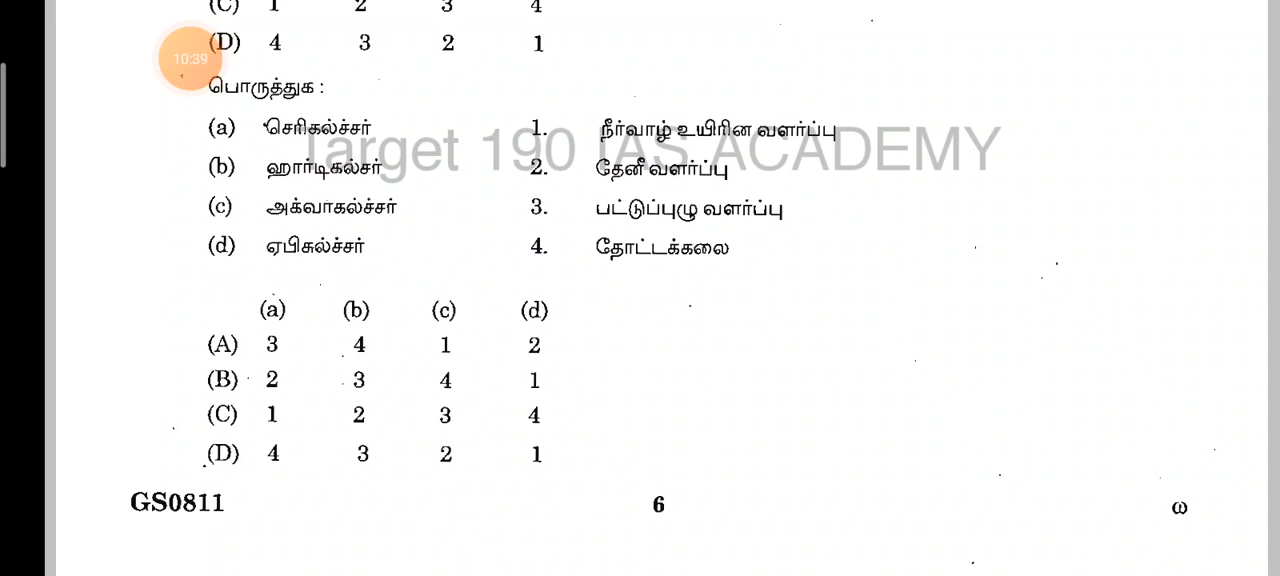 (C) 1 2 3 4
(D) 4 3 2 1
10:39
பொருத்துக :
(a) செரிகல்ச்சர் 1. நீர்வாழ் உயிரின வளர்ப்பு
Target 190 IAS ACADEMY
(b) ஹார்டிகல்சர் 2. தேனீ வளர்ப்பு
(c) அக்வாகல்ச்சர் 3. பட்டுப்புழு வளர்ப்பு
(d) ஏபிகல்ச்சர் 4. தோட்டக்கலை
(a) (b) (c) (d)
(A) 3 4 1 2
(B) 2 3 4 1
(C) 1 2 3 4
(D) 4 3 2 1
GS0811 6 ω